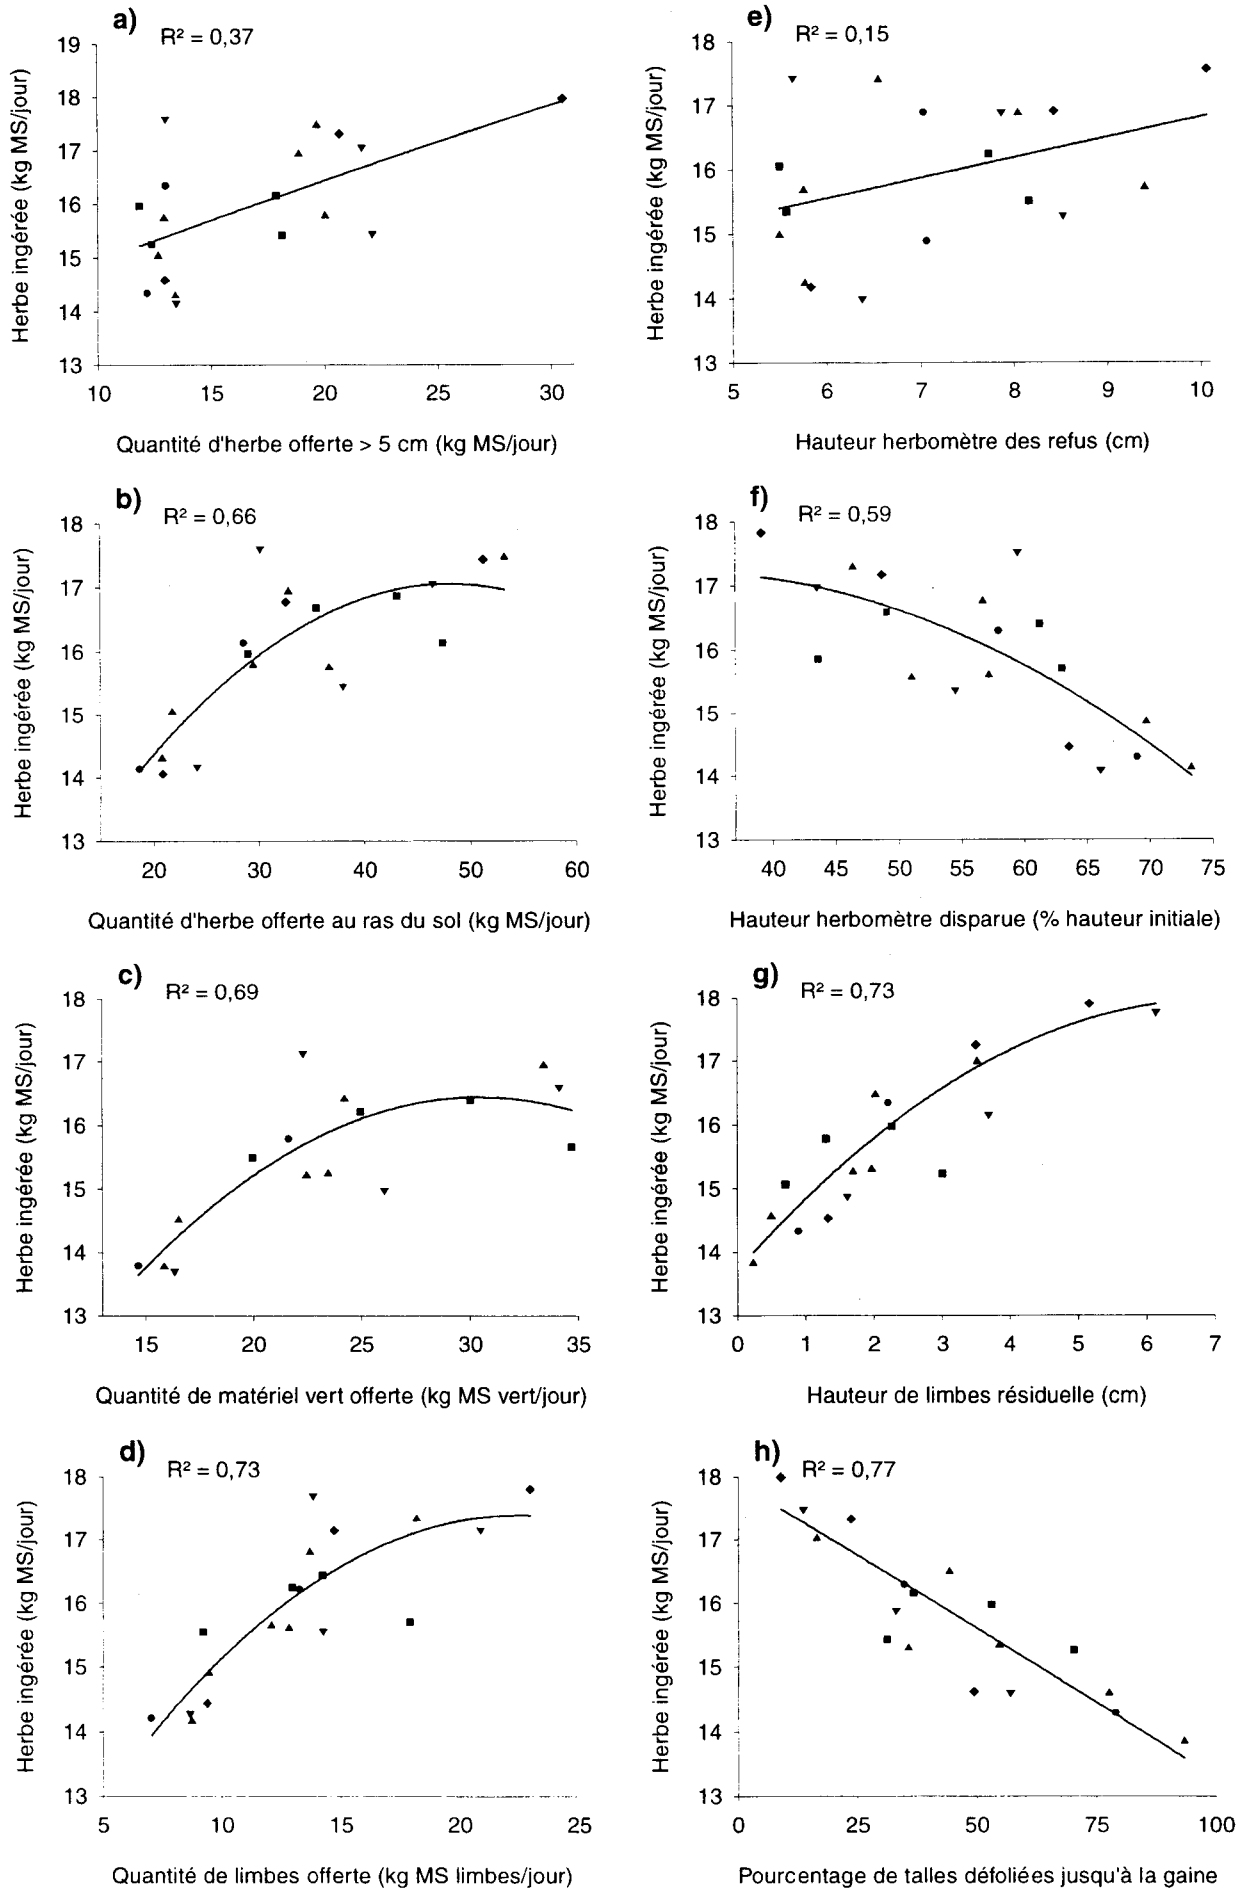 a)
R² = 0,37
Herbe ingérée (kg MS/jour)
19
18
17
16
15
14
13
10 15 20 25 30
Quantité d'herbe offerte > 5 cm (kg MS/jour)
e)
R² = 0,15
Herbe ingérée (kg MS/jour)
18
17
16
15
14
13
5 6 7 8 9 10
Hauteur herbomètre des refus (cm)
b)
R² = 0,66
Herbe ingérée (kg MS/jour)
18
17
16
15
14
13
20 30 40 50 60
Quantité d'herbe offerte au ras du sol (kg MS/jour)
f)
R² = 0,59
Herbe ingérée (kg MS/jour)
18
17
16
15
14
13
40 45 50 55 60 65 70 75
Hauteur herbomètre disparue (% hauteur initiale)
c)
R² = 0,69
Herbe ingérée (kg MS/jour)
18
17
16
15
14
13
15 20 25 30 35
Quantité de matériel vert offerte (kg MS vert/jour)
g)
R² = 0,73
Herbe ingérée (kg MS/jour)
18
17
16
15
14
13
0 1 2 3 4 5 6 7
Hauteur de limbes résiduelle (cm)
d)
R² = 0,73
Herbe ingérée (kg MS/jour)
18
17
16
15
14
13
5 10 15 20 25
Quantité de limbes offerte (kg MS limbes/jour)
h)
R² = 0,77
Herbe ingérée (kg MS/jour)
18
17
16
15
14
13
0 25 50 75 100
Pourcentage de talles défoliées jusqu'à la gaine